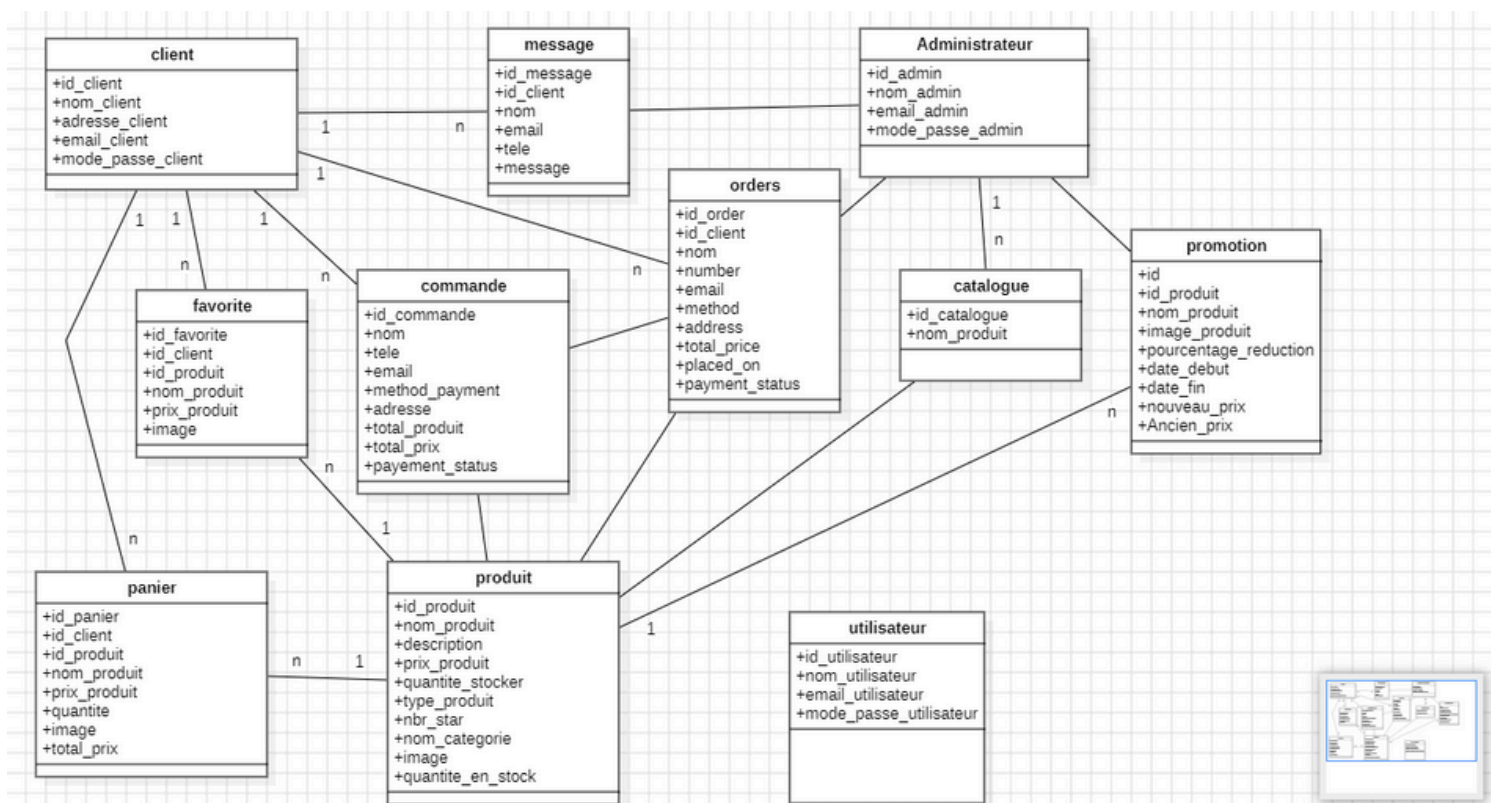 client
+id_client
+nom_client
+adresse_client
+email_client
+mode_passe_client
message
+id_message
+id_client
+nom
+email
+tele
+message
Administrateur
+id_admin
+nom_admin
+email_admin
+mode_passe_admin
1
n
1
n
1
1
1
n
n
1
n
orders
+id_order
+id_client
+nom
+number
+email
+method
+address
+total_price
+placed_on
+payment_status
promotion
+id
+id_produit
+nom_produit
+image_produit
+pourcentage_reduction
+date_debut
+date_fin
+nouveau_prix
+Ancien_prix
favorite
+id_favorite
+id_client
+id_produit
+nom_produit
+prix_produit
+image
commande
+id_commande
+nom
+tele
+email
+method_payment
+adresse
+total_produit
+total_prix
+payement_status
catalogue
+id_catalogue
+nom_produit
n
n
1
n
panier
+id_panier
+id_client
+id_produit
+nom_produit
+prix_produit
+quantite
+image
+total_prix
n
1
produit
+id_produit
+nom_produit
+description
+prix_produit
+quantite_stocker
+type_produit
+nbr_star
+nom_categorie
+image
+quantite_en_stock
1
utilisateur
+id_utilisateur
+nom_utilisateur
+email_utilisateur
+mode_passe_utilisateur